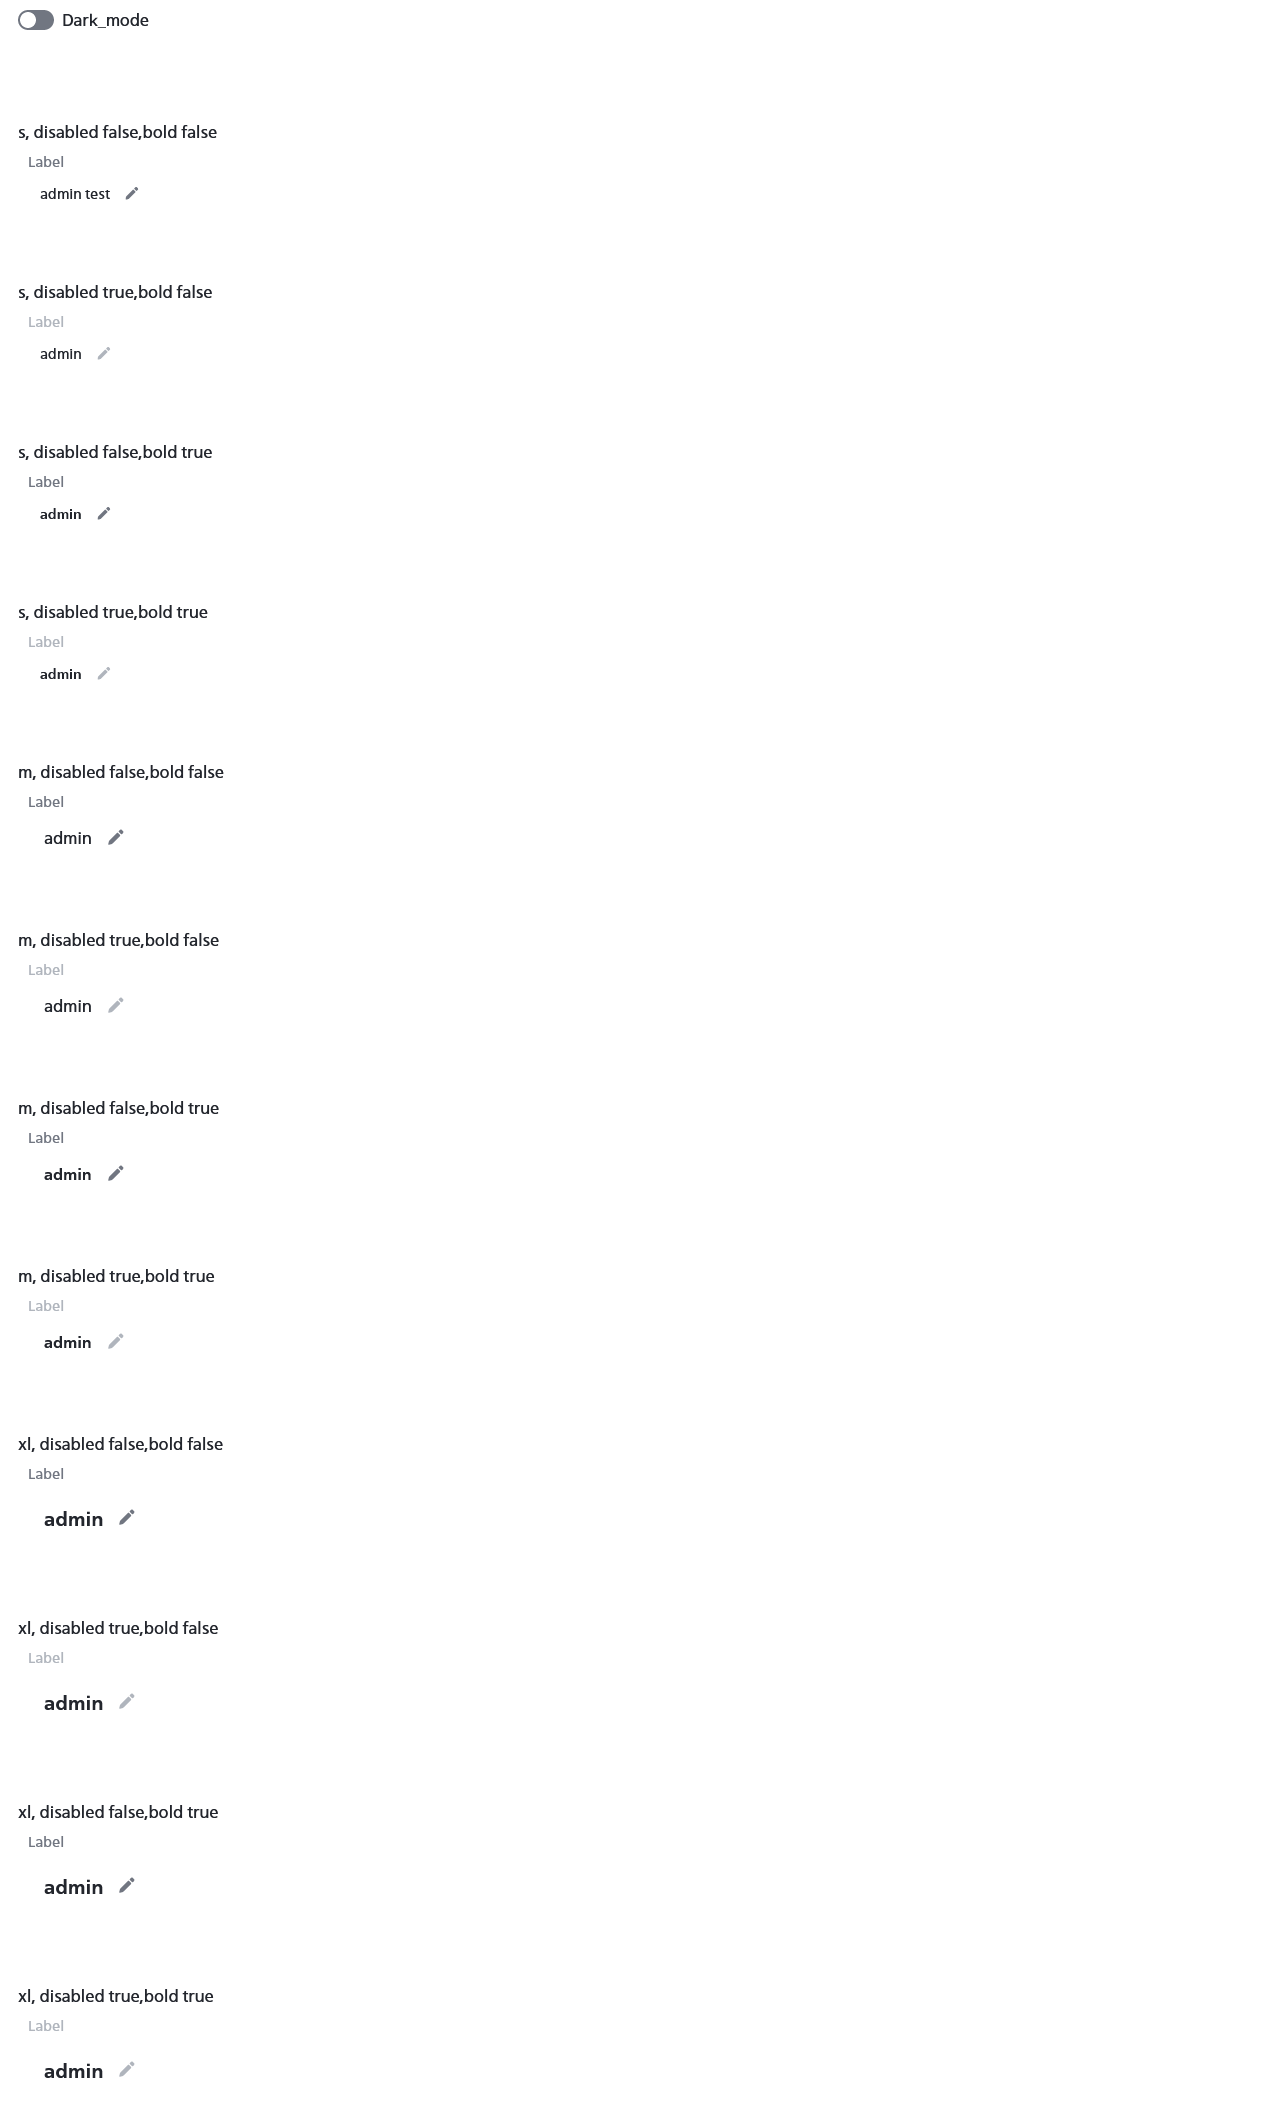 Dark_mode
s, disabled false,bold false
Label
admin test
s, disabled true,bold false
Label
admin
s, disabled false,bold true
Label
admin
s, disabled true,bold true
Label
admin
m, disabled false,bold false
Label
admin
m, disabled true,bold false
Label
admin
m, disabled false,bold true
Label
admin
m, disabled true,bold true
Label
admin
xl, disabled false,bold false
Label
admin
xl, disabled true,bold false
Label
admin
xl, disabled false,bold true
Label
admin
xl, disabled true,bold true
Label
admin